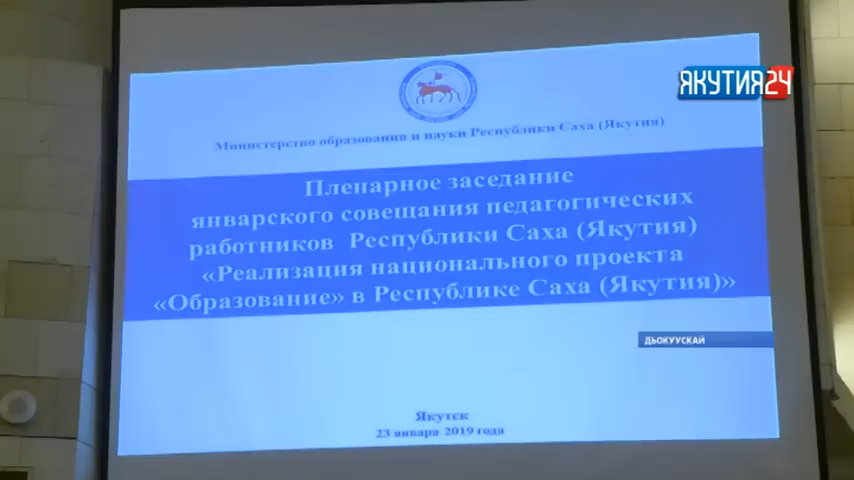 ЯКУТИЯ24
Министерство образования и науки Республики Саха (Якутия)
Пленарное заседание
январского совещания педагогических
работников Республики Саха (Якутия)
«Реализация национального проекта
«Образование» в Республике Саха (Якутия)»
ДЬОКУУСКАЙ
Якутск
23 января 2019 года